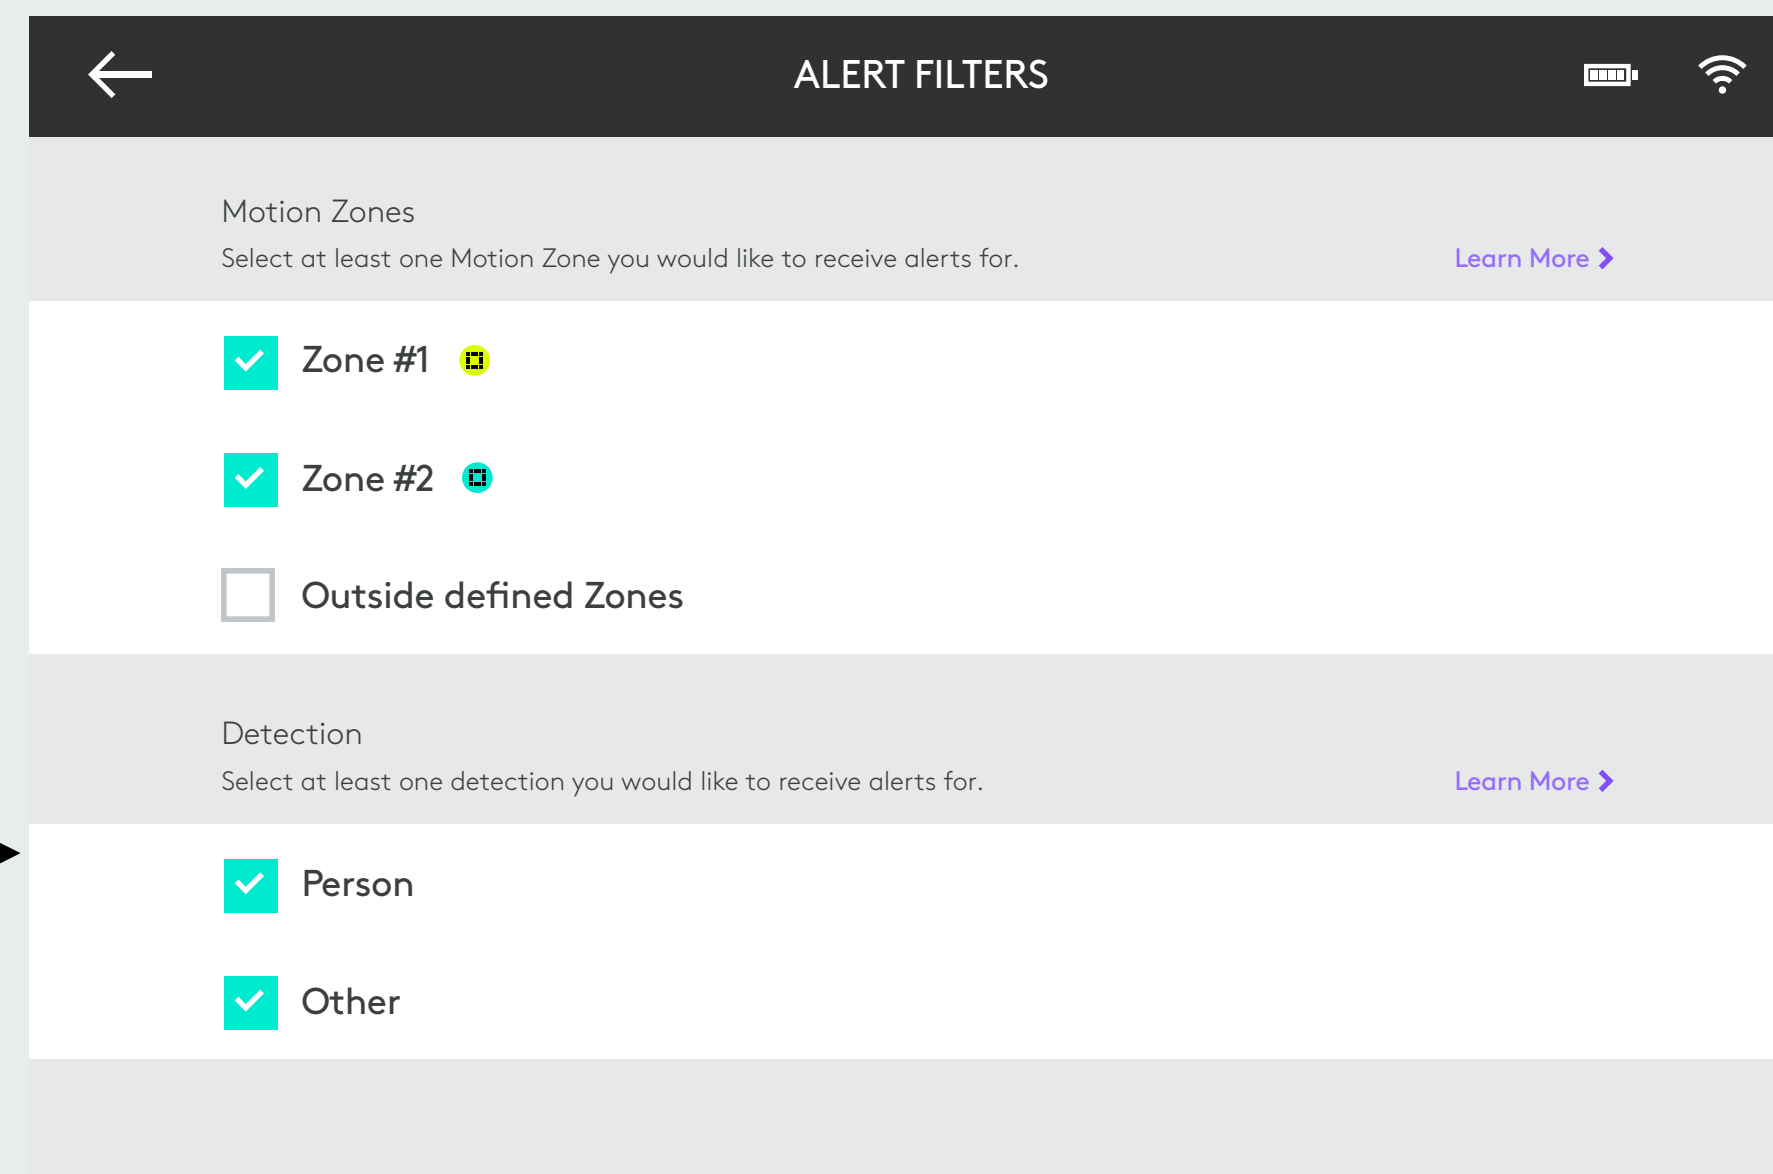 ALERT FILTERS
Motion Zones
Select at least one Motion Zone you would like to receive alerts for.
Learn More
Zone #1
Zone #2
Outside defined Zones
Detection
Select at least one detection you would like to receive alerts for.
Learn More
Person
Other